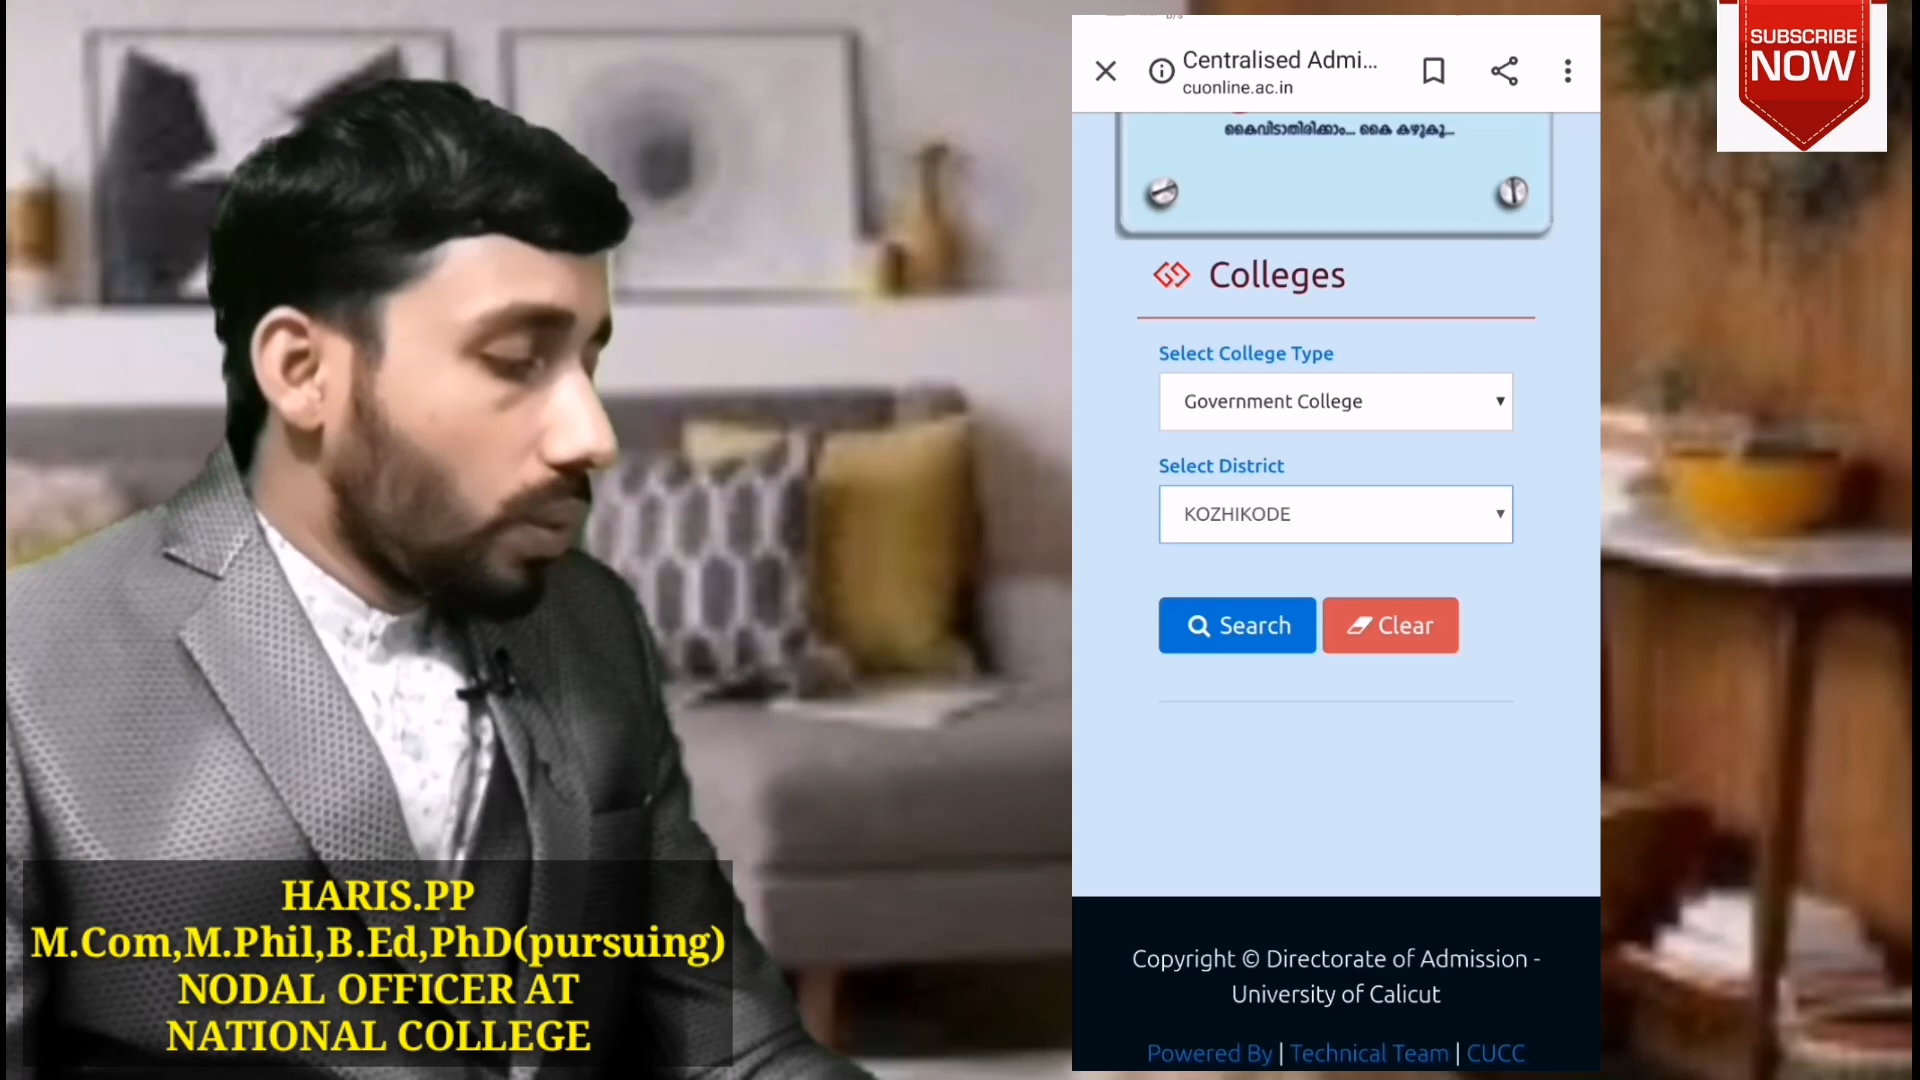 SUBSCRIBE
NOW
Centralised Admi...
cuonline.ac.in
കൈവിടാതിരിക്കാം... കൈ കഴുകൂ...
Colleges
Select College Type
Government College
Select District
KOZHIKODE
Search
Clear
Copyright © Directorate of Admission -
University of Calicut
Powered By | Technical Team | CUCC
HARIS.PP
M.Com,M.Phil,B.Ed,PhD(pursuing)
NODAL OFFICER AT
NATIONAL COLLEGE